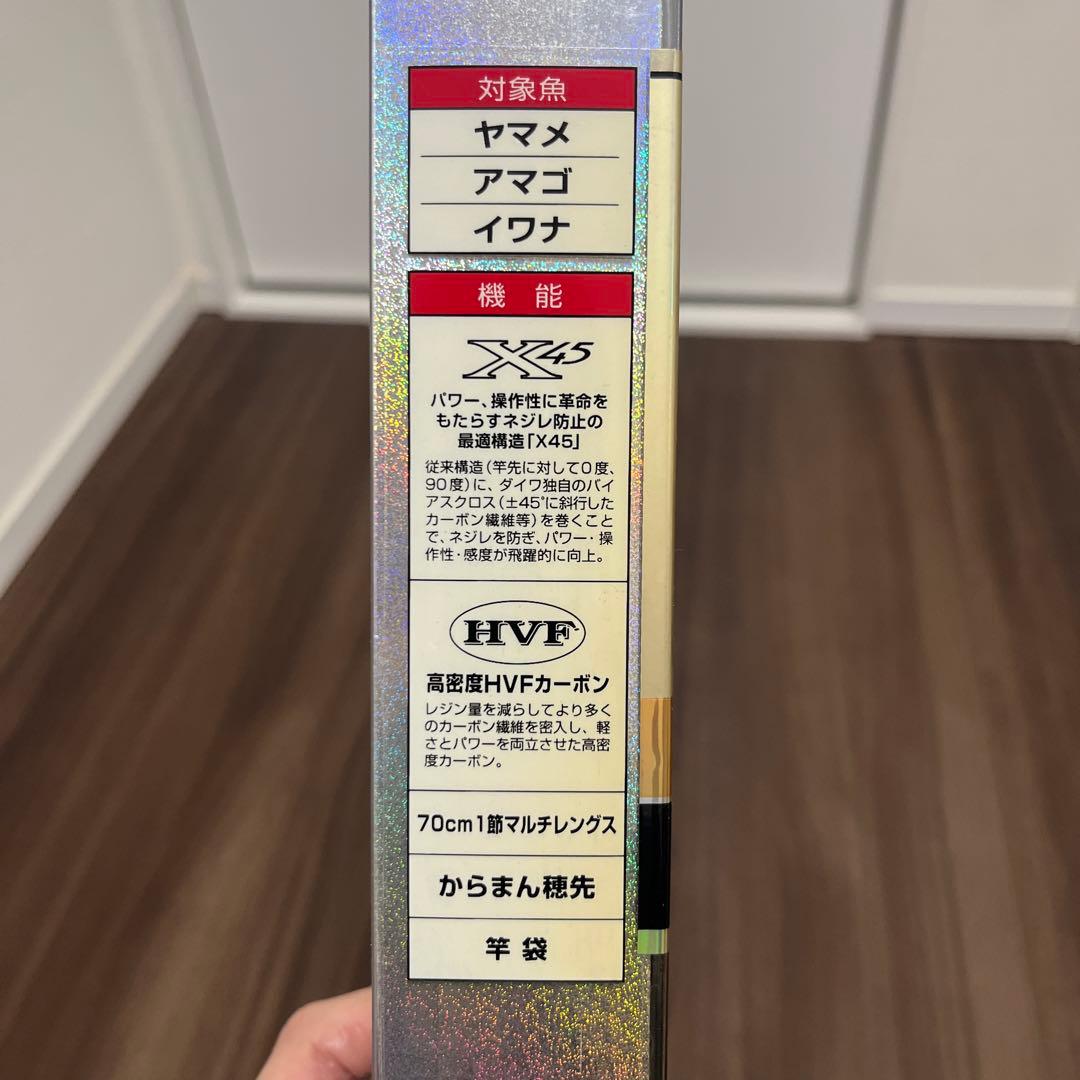 対象魚
ヤマメ
アマゴ
イワナ
機 能
X45
パワー、操作性に革命を
もたらすネジレ防止の
最適構造「X45」
従来構造(竿先に対して0度、
90度)に、ダイワ独自のバイ
アスクロス(±45°に斜行した
カーボン繊維等)を巻くこと
で、ネジレを防ぎ、パワー・操
作性・感度が飛躍的に向上。
HVF
高密度HVFカーボン
レジン量を減らしてより多く
のカーボン繊維を密入し、軽
さとパワーを両立させた高密
度カーボン。
70cm1節マルチレングス
からまん穂先
竿 袋